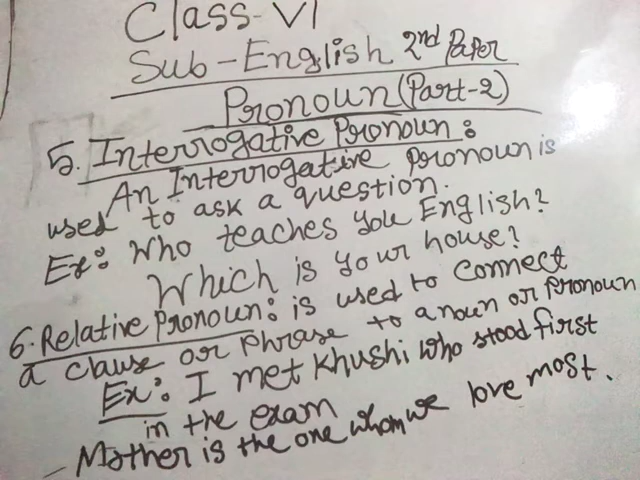 Class-VI
Sub-English 2nd Paper
Pronoun (Part-2)
5. Interrogative Pronoun:
An Interrogative pronoun is
used to ask a question.
Ex: Who teaches you English?
Which is your house?
6. Relative Pronoun: is used to connect
a clause or phrase to a noun or pronoun
Ex: I met Khushi who stood first
in the exam
- Mother is the one whom we love most.